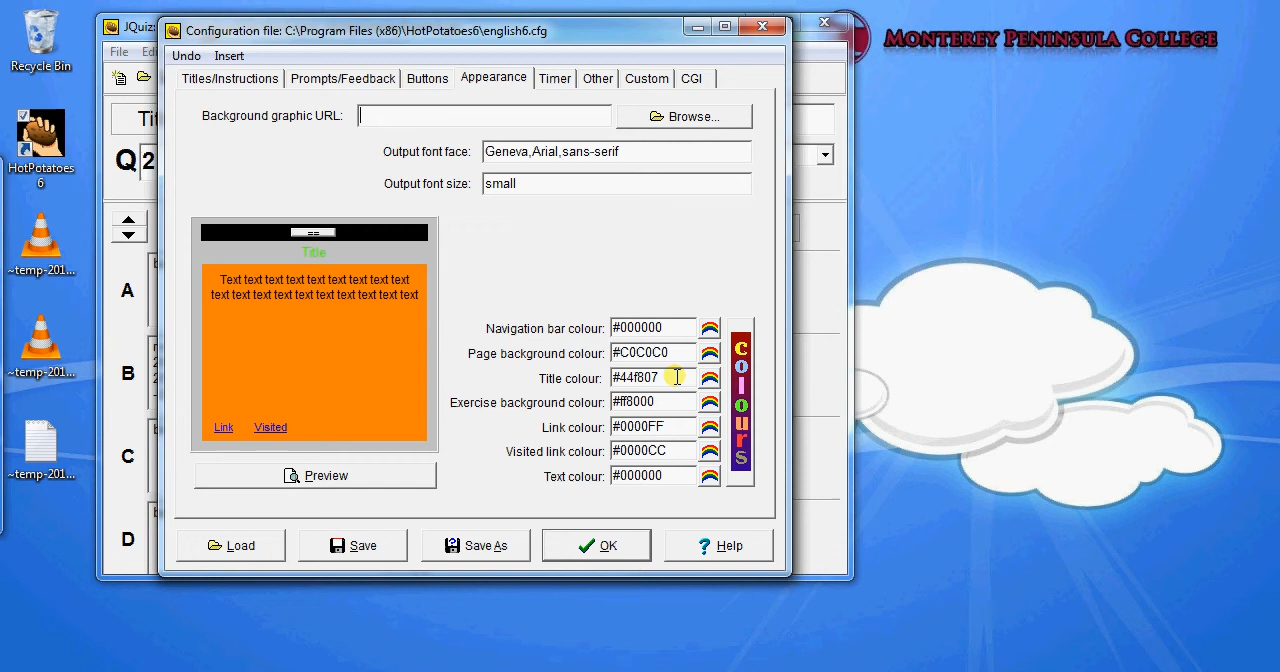 Recycle Bin
HotPotatoes
6
~temp-201...
~temp-201...
~temp-201...
MONTEREY PENINSULA COLLEGE
JQuiz:
File Edi
Tit
Q 2
A
B
C
D
Configuration file: C:\Program Files (x86)\HotPotatoes6\english6.cfg
Undo Insert
Titles/Instructions Prompts/Feedback Buttons Appearance Timer Other Custom CGI
Background graphic URL: Browse...
Output font face: Geneva,Arial,sans-serif
Output font size: small
==
Title
Text text text text text text text text text
text text text text text text text text text text
Link Visited
Preview
Navigation bar colour: #000000
Page background colour: #C0C0C0
Title colour: #44f807
Exercise background colour: #ff8000
Link colour: #0000FF
Visited link colour: #0000CC
Text colour: #000000
colours
Load Save Save As OK Help